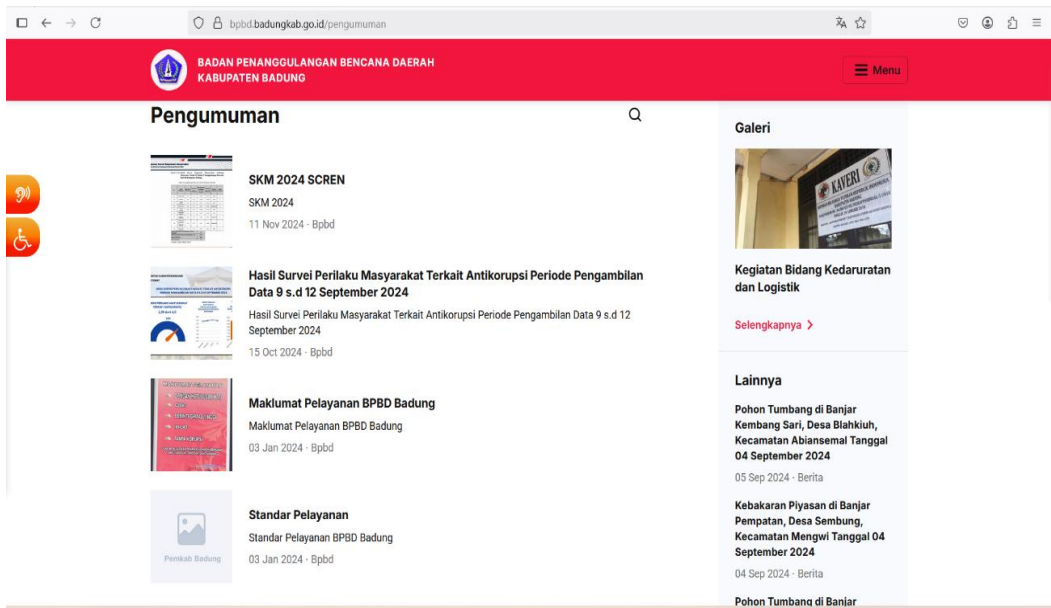 bpbd.badungkab.go.id/pengumuman
BADAN PENANGGULANGAN BENCANA DAERAH
KABUPATEN BADUNG
Menu
Pengumuman
SKM 2024 SCREN
SKM 2024
11 Nov 2024 - Bpbd
Hasil Survei Perilaku Masyarakat Terkait Antikorupsi Periode Pengambilan
Data 9 s.d 12 September 2024
Hasil Survei Perilaku Masyarakat Terkait Antikorupsi Periode Pengambilan Data 9 s.d 12
September 2024
15 Oct 2024 - Bpbd
Maklumat Pelayanan BPBD Badung
Maklumat Pelayanan BPBD Badung
03 Jan 2024 - Bpbd
Pemkab Badung
Standar Pelayanan
Standar Pelayanan BPBD Badung
03 Jan 2024 - Bpbd
Galeri
KAVERI
Kegiatan Bidang Kedaruratan
dan Logistik
Selengkapnya
Lainnya
Pohon Tumbang di Banjar
Kembang Sari, Desa Blahkiuh,
Kecamatan Abiansemal Tanggal
04 September 2024
05 Sep 2024 - Berita
Kebakaran Piyasan di Banjar
Pempatan, Desa Sembung,
Kecamatan Mengwi Tanggal 04
September 2024
04 Sep 2024 - Berita
Pohon Tumbang di Banjar